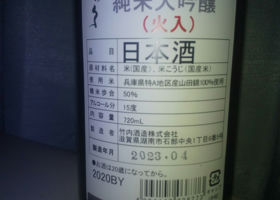 純米大吟醸
(火入)
品目 日本酒
原材料名 米(国産)、米こうじ(国産米)
使用米 兵庫県特A地区産山田錦100%使用
精米歩合 50%
アルコール分 15度
内容量 720mL
製造者 竹内酒造株式会社
滋賀県湖南市石部中央1丁目6番5号
製造年月 2023.04
●お酒は20歳になってから。
2020BY